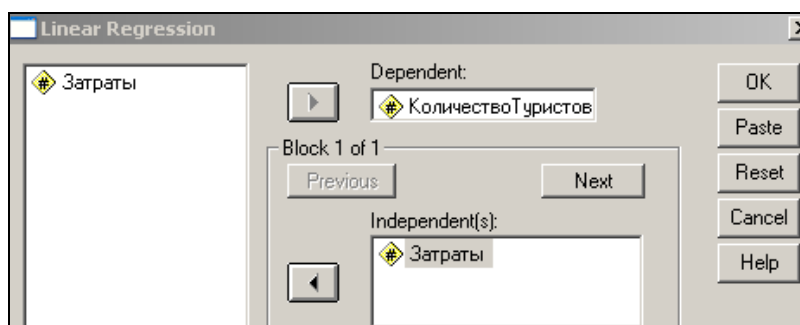 Linear Regression
Затраты
Dependent:
КоличествоТуристов
Block 1 of 1
Previous
Next
Independent(s):
Затраты
OK
Paste
Reset
Cancel
Help